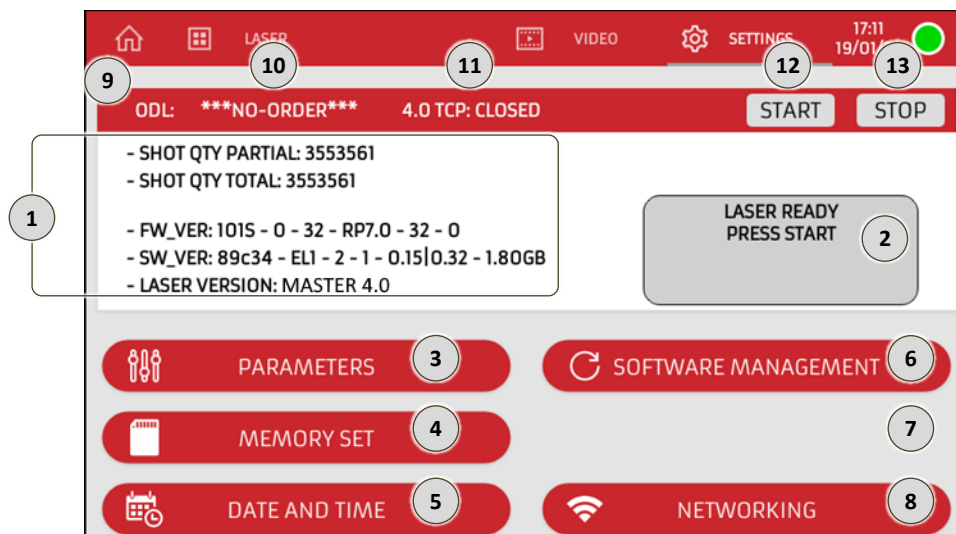 LASER
VIDEO
SETTINGS
17:11
19/01/
9
10
11
12
13
ODL: ***NO-ORDER*** 4.0 TCP: CLOSED
START
STOP
- SHOT QTY PARTIAL: 3553561
- SHOT QTY TOTAL: 3553561
- FW_VER: 101S - 0 - 32 - RP7.0 - 32 - 0
- SW_VER: 89c34 - EL1 - 2 - 1 - 0.15|0.32 - 1.80GB
- LASER VERSION: MASTER 4.0
1
LASER READY
PRESS START
2
PARAMETERS
3
SOFTWARE MANAGEMENT
6
MEMORY SET
4
7
DATE AND TIME
5
NETWORKING
8